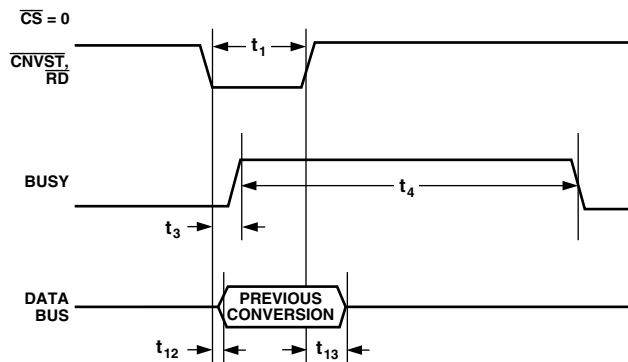 CS = 0
CNVST,
RD
t1
BUSY
t3
t4
DATA
BUS
PREVIOUS
CONVERSION
t12
t13